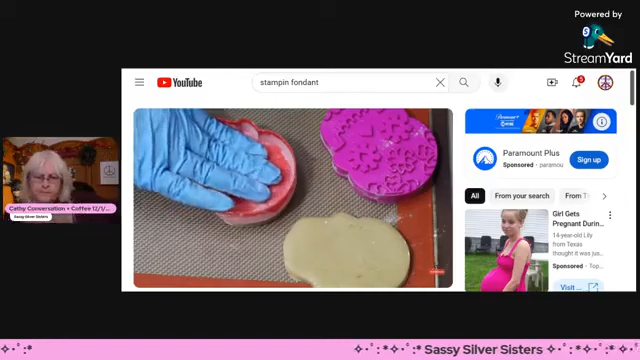 Powered by
StreamYard
YouTube
stampin fondant
5
Paramount Plus
Sponsored · paramou
Sign up
All
From your search
From T
Girl Gets
Pregnant Durin...
14-year-old Lily
from Texas
thought it was jus...
Sponsored · Top...
Visit ...
Cathy Conversation + Coffee 12/1/...
Sassy Silver Sisters
✧･ﾟ: *✧･ﾟ:* Sassy Silver Sisters ✧･ﾟ: *✧･ﾟ:*